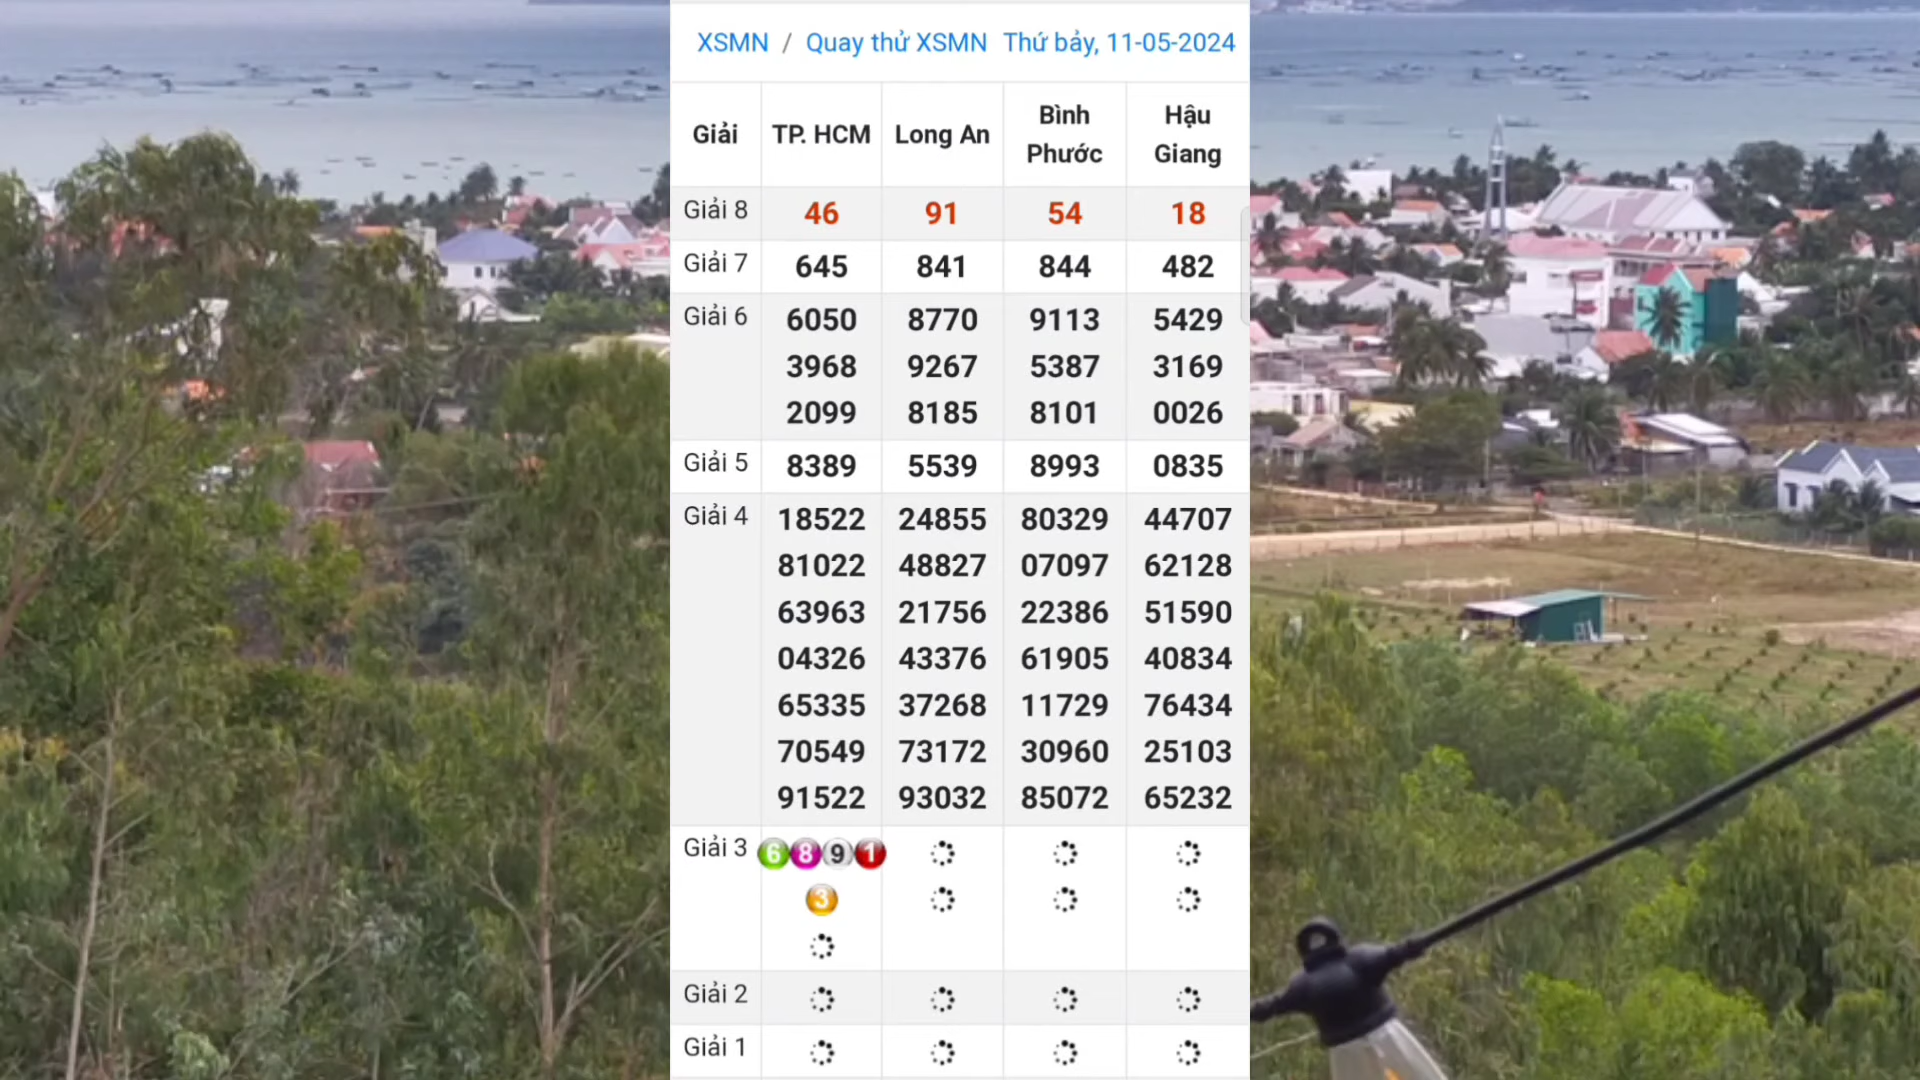 XSMN / Quay thử XSMN Thứ bảy, 11-05-2024
Giải TP. HCM Long An Bình Phước Hậu Giang
Giải 8 46 91 54 18
Giải 7 645 841 844 482
Giải 6 6050 8770 9113 5429
3968 9267 5387 3169
2099 8185 8101 0026
Giải 5 8389 5539 8993 0835
Giải 4 18522 24855 80329 44707
81022 48827 07097 62128
63963 21756 22386 51590
04326 43376 61905 40834
65335 37268 11729 76434
70549 73172 30960 25103
91522 93032 85072 65232
Giải 3 6 8 9 1
3
Giải 2
Giải 1